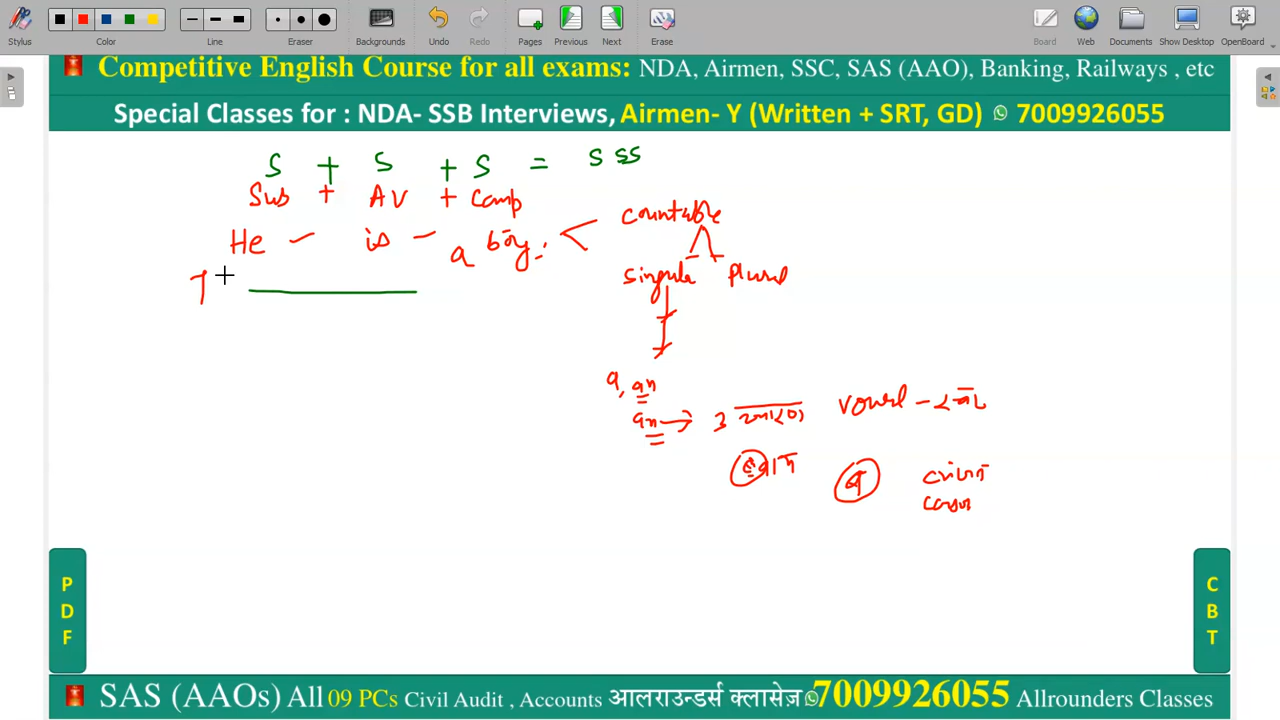 Stylus Color Line Eraser Backgrounds Undo Redo Pages Previous Next Erase Board Web Documents Show Desktop OpenBoard
Competitive English Course for all exams: NDA, Airmen, SSC, SAS (AAO), Banking, Railways , etc
Special Classes for : NDA- SSB Interviews, Airmen- Y (Written + SRT, GD) 7009926055
S + S + S = S SS
Sub + AV + Comp
He is a boy.
Countable
Singule Plural
a, an
an → 3
vowel -
PDF
CBT
SAS (AAOs) All 09 PCs Civil Audit , Accounts आलराउन्डर्स क्लासेज़ 7009926055 Allrounders Classes